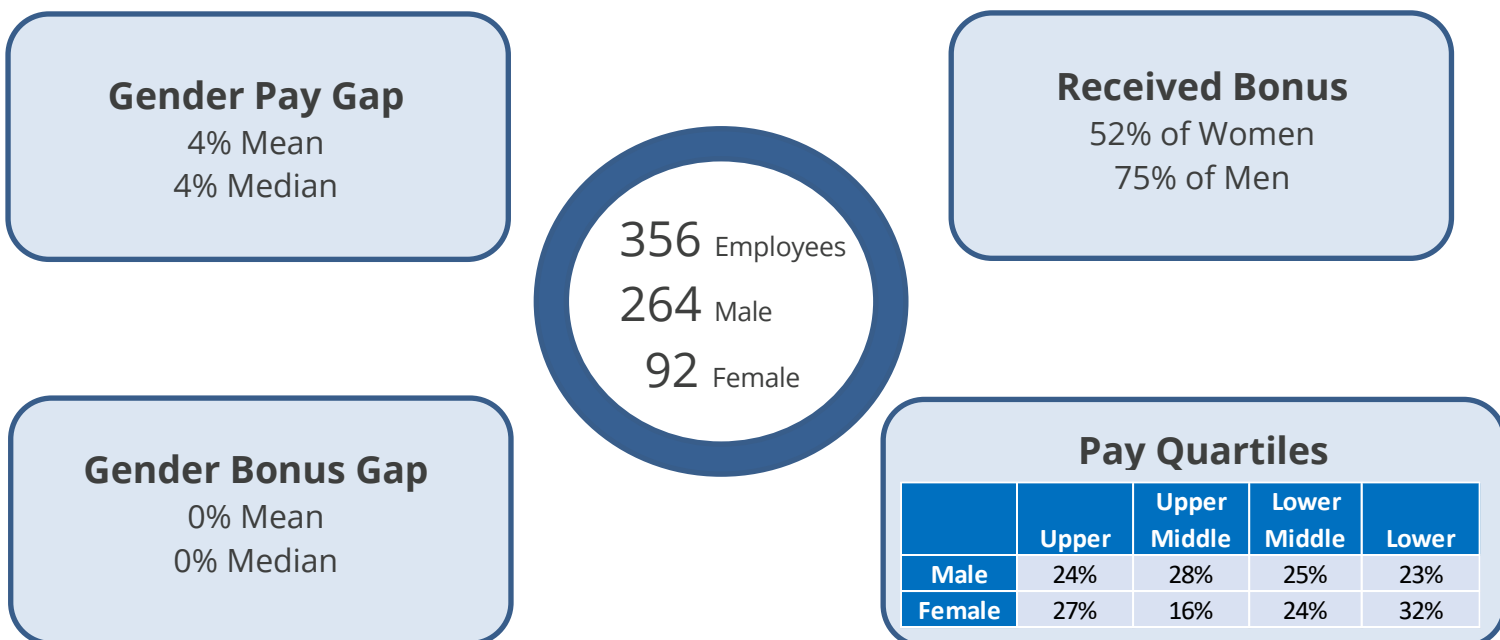 Gender Pay Gap
4% Mean
4% Median
Received Bonus
52% of Women
75% of Men
356 Employees
264 Male
92 Female
Gender Bonus Gap
0% Mean
0% Median
Pay Quartiles
Upper Upper Middle Lower Middle Lower
Male 24% 28% 25% 23%
Female 27% 16% 24% 32%